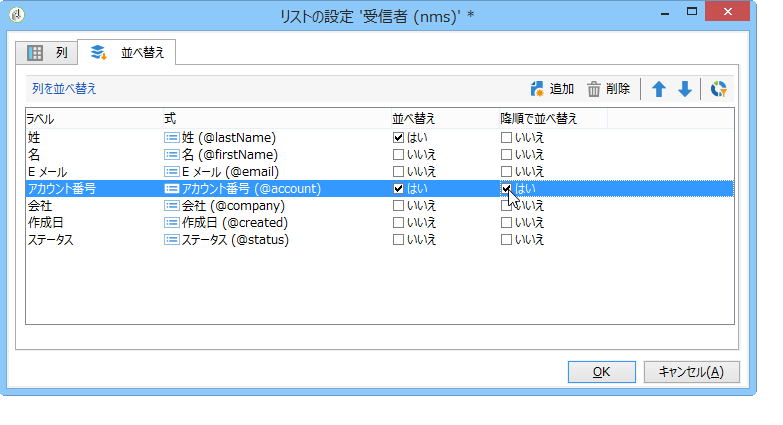 リストの設定 '受信者 (nms)' *
列 並べ替え
列を並べ替え 追加 削除
ラベル 式 並べ替え 降順で並べ替え
姓 姓 (@lastName) はい いいえ
名 名 (@firstName) いいえ いいえ
E メール E メール (@email) いいえ いいえ
アカウント番号 アカウント番号 (@account) はい はい
会社 会社 (@company) いいえ いいえ
作成日 作成日 (@created) いいえ いいえ
ステータス ステータス (@status) いいえ いいえ
OK キャンセル(A)